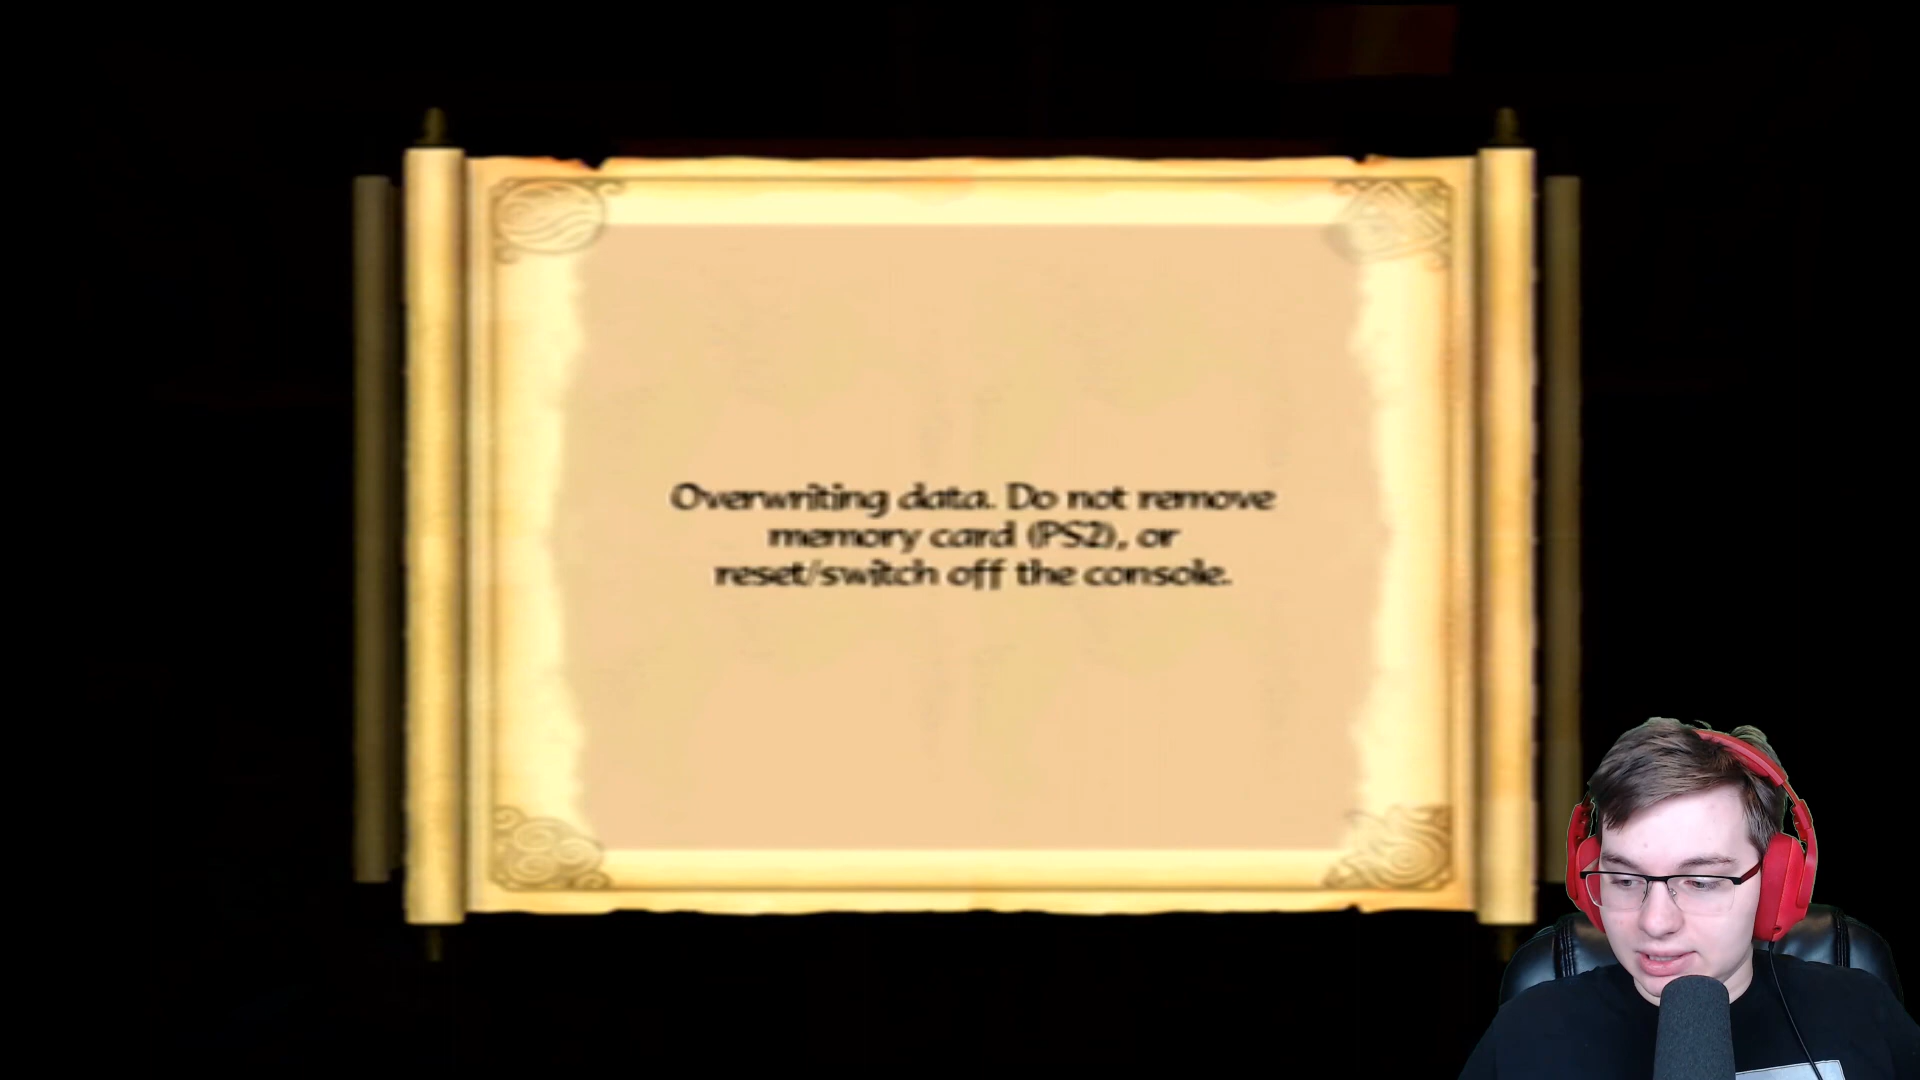 Overwriting data. Do not remove
memory card (PS2), or
reset/switch off the console.